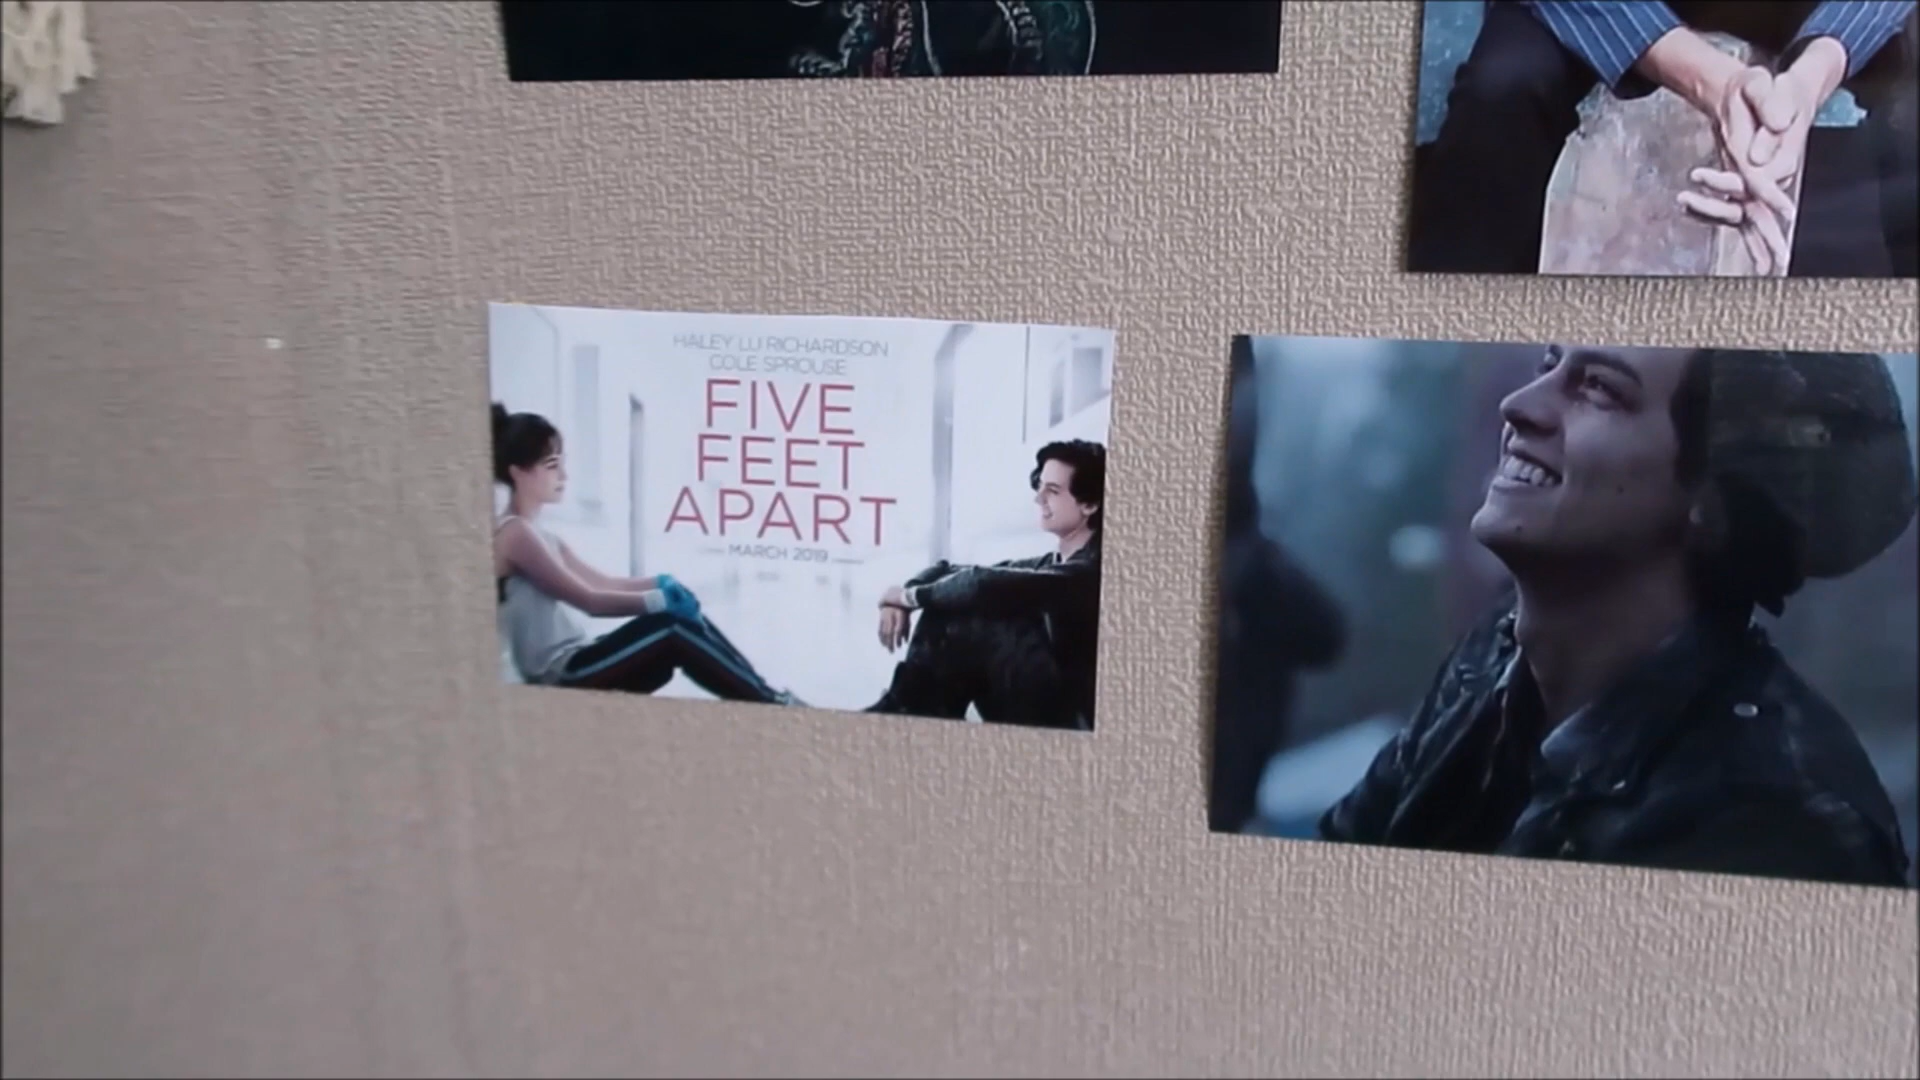 HALEY LU RICHARDSON
COLE SPROUSE
FIVE
FEET
APART
MARCH 2019